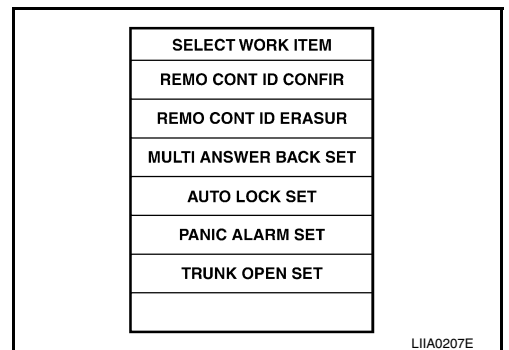 SELECT WORK ITEM
REMO CONT ID CONFIR
REMO CONT ID ERASUR
MULTI ANSWER BACK SET
AUTO LOCK SET
PANIC ALARM SET
TRUNK OPEN SET
LIIA0207E